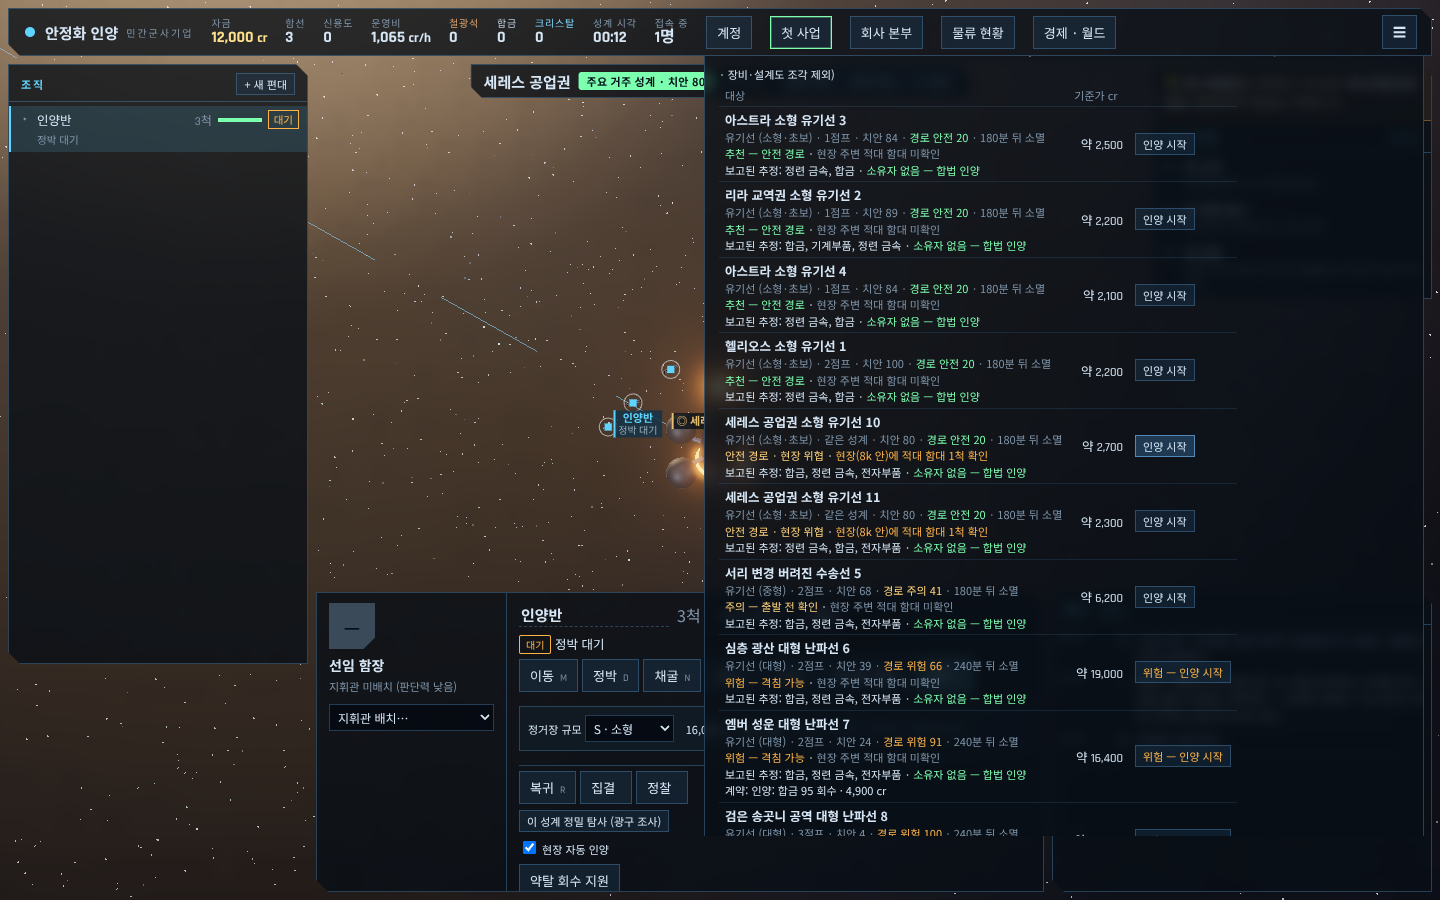 안정화 인양 민간군사기업
자금 12,000 cr
함선 3
신용도 0
운영비 1,065 cr/h
철광석 0
합금 0
크리스탈 0
성계 시각 00:12
접속 중 1명
계정
첫 사업
회사 본부
물류 현황
경제 · 월드
☰
조직
+ 새 편대
인양반 3척 대기
정박 대기
세레스 공업권 주요 거주 성계 · 치안 80
인양반
정박 대기
◎ 세레
· 장비·설계도 조각 제외)
대상 기준가 cr
아스트라 소형 유기선 3
유기선 (소형·초보) · 1점프 · 치안 84 · 경로 안전 20 · 180분 뒤 소멸
추천 — 안전 경로 · 현장 주변 적대 함대 미확인
보고된 추정: 정련 금속, 합금 · 소유자 없음 — 합법 인양
약 2,500 인양 시작
리라 교역권 소형 유기선 2
유기선 (소형·초보) · 1점프 · 치안 89 · 경로 안전 20 · 180분 뒤 소멸
추천 — 안전 경로 · 현장 주변 적대 함대 미확인
보고된 추정: 합금, 기계부품, 정련 금속 · 소유자 없음 — 합법 인양
약 2,200 인양 시작
아스트라 소형 유기선 4
유기선 (소형·초보) · 1점프 · 치안 84 · 경로 안전 20 · 180분 뒤 소멸
추천 — 안전 경로 · 현장 주변 적대 함대 미확인
보고된 추정: 정련 금속, 합금 · 소유자 없음 — 합법 인양
약 2,100 인양 시작
헬리오스 소형 유기선 1
유기선 (소형·초보) · 2점프 · 치안 100 · 경로 안전 20 · 180분 뒤 소멸
추천 — 안전 경로 · 현장 주변 적대 함대 미확인
보고된 추정: 정련 금속, 합금 · 소유자 없음 — 합법 인양
약 2,200 인양 시작
세레스 공업권 소형 유기선 10
유기선 (소형·초보) · 같은 성계 · 치안 80 · 경로 안전 20 · 180분 뒤 소멸
안전 경로 · 현장 위협 · 현장(8k 안)에 적대 함대 1척 확인
보고된 추정: 합금, 정련 금속, 전자부품 · 소유자 없음 — 합법 인양
약 2,700 인양 시작
세레스 공업권 소형 유기선 11
유기선 (소형·초보) · 같은 성계 · 치안 80 · 경로 안전 20 · 180분 뒤 소멸
안전 경로 · 현장 위협 · 현장(8k 안)에 적대 함대 1척 확인
보고된 추정: 정련 금속, 합금, 전자부품 · 소유자 없음 — 합법 인양
약 2,300 인양 시작
서리 변경 버려진 수송선 5
유기선 (중형) · 2점프 · 치안 68 · 경로 주의 41 · 180분 뒤 소멸
주의 — 출발 전 확인 · 현장 주변 적대 함대 미확인
보고된 추정: 합금, 정련 금속, 전자부품 · 소유자 없음 — 합법 인양
약 6,200 인양 시작
심층 광산 대형 난파선 6
유기선 (대형) · 2점프 · 치안 39 · 경로 위험 66 · 240분 뒤 소멸
위험 — 격침 가능 · 현장 주변 적대 함대 미확인
보고된 추정: 합금, 정련 금속, 전자부품 · 소유자 없음 — 합법 인양
약 19,000 위험 — 인양 시작
엠버 성운 대형 난파선 7
유기선 (대형) · 2점프 · 치안 24 · 경로 위험 91 · 240분 뒤 소멸
위험 — 격침 가능 · 현장 주변 적대 함대 미확인
보고된 추정: 합금, 정련 금속, 전자부품 · 소유자 없음 — 합법 인양
계약: 인양: 합금 95 회수 · 4,900 cr
약 16,400 위험 — 인양 시작
검은 송곳니 공역 대형 난파선 8
유기선 (대형) · 3점프 · 치안 4 · 경로 위험 100 · 240분 뒤 소멸
—
선임 함장
지휘관 미배치 (판단력 낮음)
지휘관 배치…
인양반 3척
대기 정박 대기
이동 M
정박 D
채굴 N
정거장 규모 S · 소형 16,0
복귀 R
집결
정찰
이 성계 정밀 탐사 (광구 조사)
현장 자동 인양
약탈 회수 지원